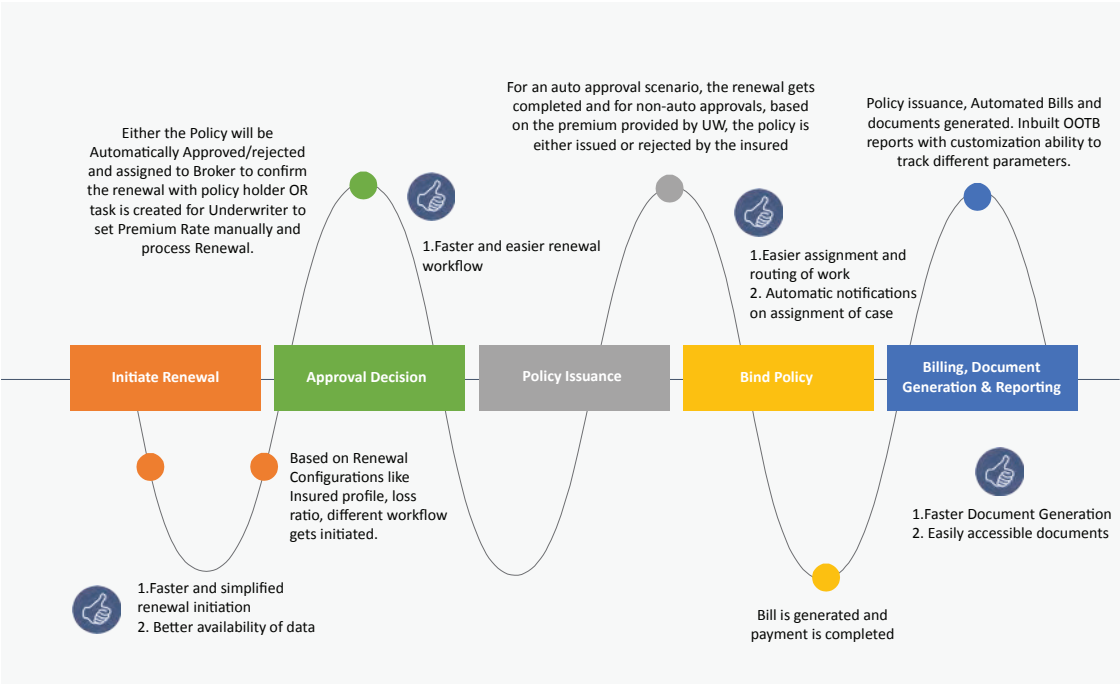 For an auto approval scenario, the renewal gets
completed and for non-auto approvals, based
on the premium provided by UW, the policy is
either issued or rejected by the insured
Policy issuance, Automated Bills and
documents generated. Inbuilt OOTB
reports with customization ability to
track different parameters.
Either the Policy will be
Automatically Approved/rejected
and assigned to Broker to confirm
the renewal with policy holder OR
task is created for Underwriter to
set Premium Rate manually and
process Renewal.
1.Faster and easier renewal
workflow
1.Easier assignment and
routing of work
2. Automatic notifications
on assignment of case
Initiate Renewal
Approval Decision
Policy Issuance
Bind Policy
Billing, Document
Generation & Reporting
Based on Renewal
Configurations like
Insured profile, loss
ratio, different workflow
gets initiated.
1.Faster Document Generation
2. Easily accessible documents
1.Faster and simplified
renewal initiation
2. Better availability of data
Bill is generated and
payment is completed